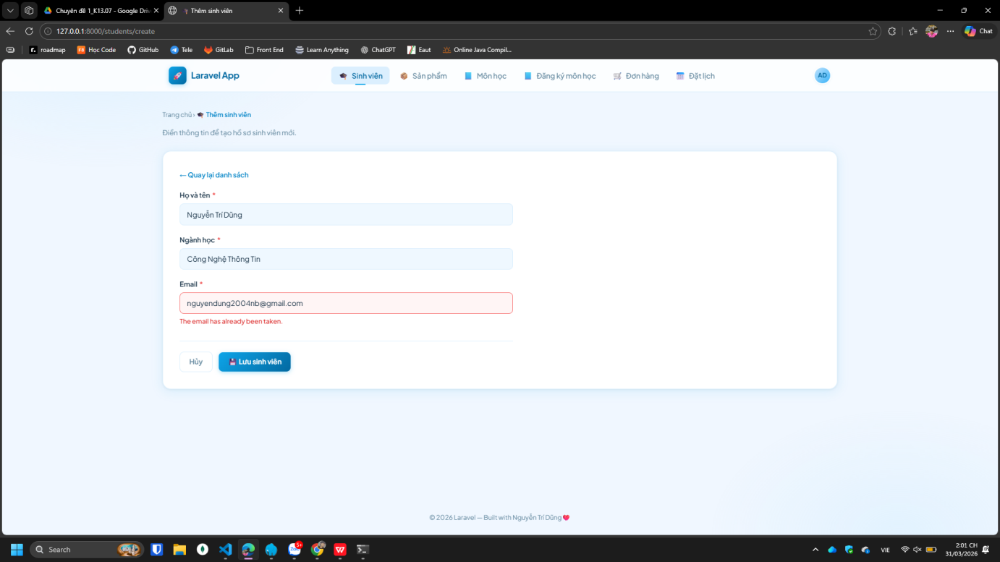 Chuyên đề 1_K13.07 - Google Driv
Thêm sinh viên
127.0.0.1:8000/students/create
Chat
roadmap
F8 Học Code
GitHub
Tele
GitLab
Front End
Learn Anything
ChatGPT
Eaut
Online Java Compil...
Laravel App
Sinh viên
Sản phẩm
Môn học
Đăng ký môn học
Đơn hàng
Đặt lịch
AD
Trang chủ › Thêm sinh viên
Điền thông tin để tạo hồ sơ sinh viên mới.
← Quay lại danh sách
Họ và tên *
Nguyễn Trí Dũng
Ngành học *
Công Nghệ Thông Tin
Email *
nguyendung2004nb@gmail.com
The email has already been taken.
Hủy
Lưu sinh viên
© 2026 Laravel — Built with Nguyễn Trí Dũng
Search
5+
VIE
2:01 CH
31/03/2026